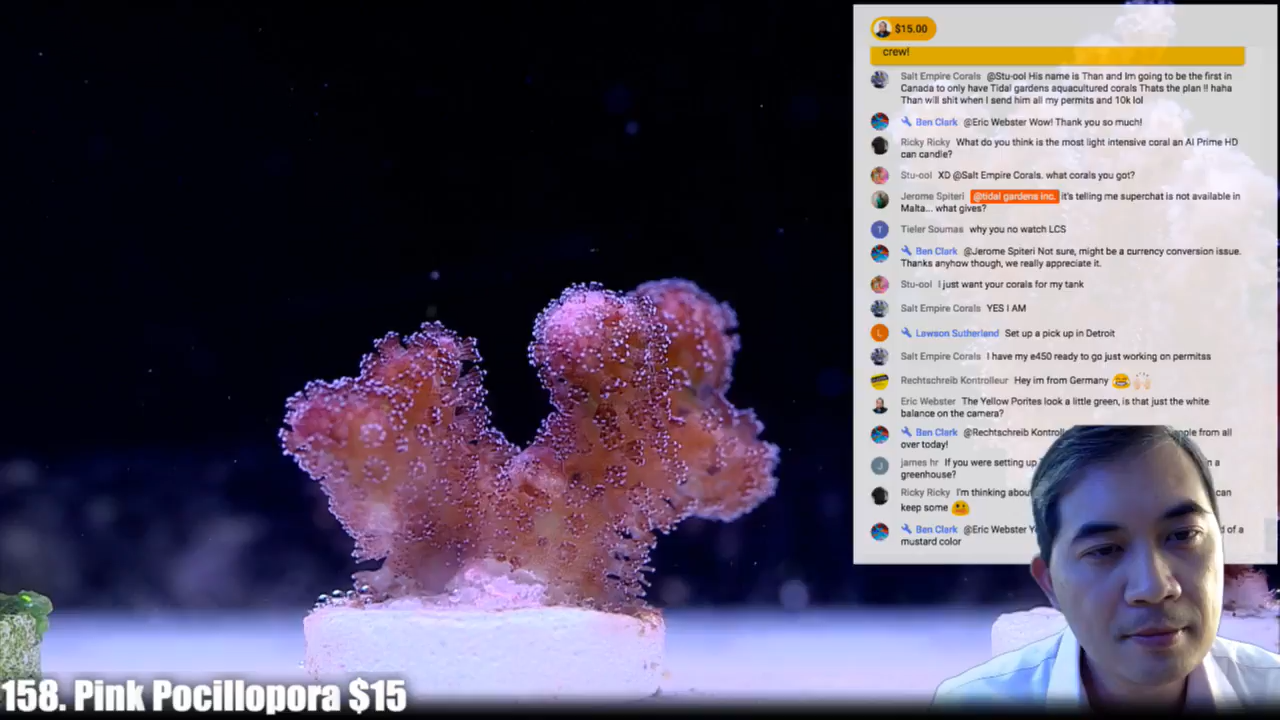 $15.00
crew!
Salt Empire Corals @Stu-ool His name is Than and Im going to be the first in
Canada to only have Tidal gardens aquacultured corals Thats the plan !! haha
Than will shit when I send him all my permits and 10k lol
Ben Clark @Eric Webster Wow! Thank you so much!
Ricky Ricky What do you think is the most light intensive coral an AI Prime HD
can candle?
Stu-ool XD @Salt Empire Corals. what corals you got?
Jerome Spiteri @tidal gardens inc. it's telling me superchat is not available in
Malta... what gives?
T Tieler Soumas why you no watch LCS
Ben Clark @Jerome Spiteri Not sure, might be a currency conversion issue.
Thanks anyhow though, we really appreciate it.
Stu-ool I just want your corals for my tank
Salt Empire Corals YES I AM
L Lawson Sutherland Set up a pick up in Detroit
Salt Empire Corals I have my e450 ready to go just working on permitss
Rechtschreib Kontrolleur Hey im from Germany
Eric Webster The Yellow Porites look a little green, is that just the white
balance on the camera?
Ben Clark @Rechtschreib from all
over today!
J james hr If you were setting up n a
greenhouse?
Ricky Ricky I'm thinking can
keep some
Ben Clark @Eric Webster d of a
mustard color
158. Pink Pocillopora $15